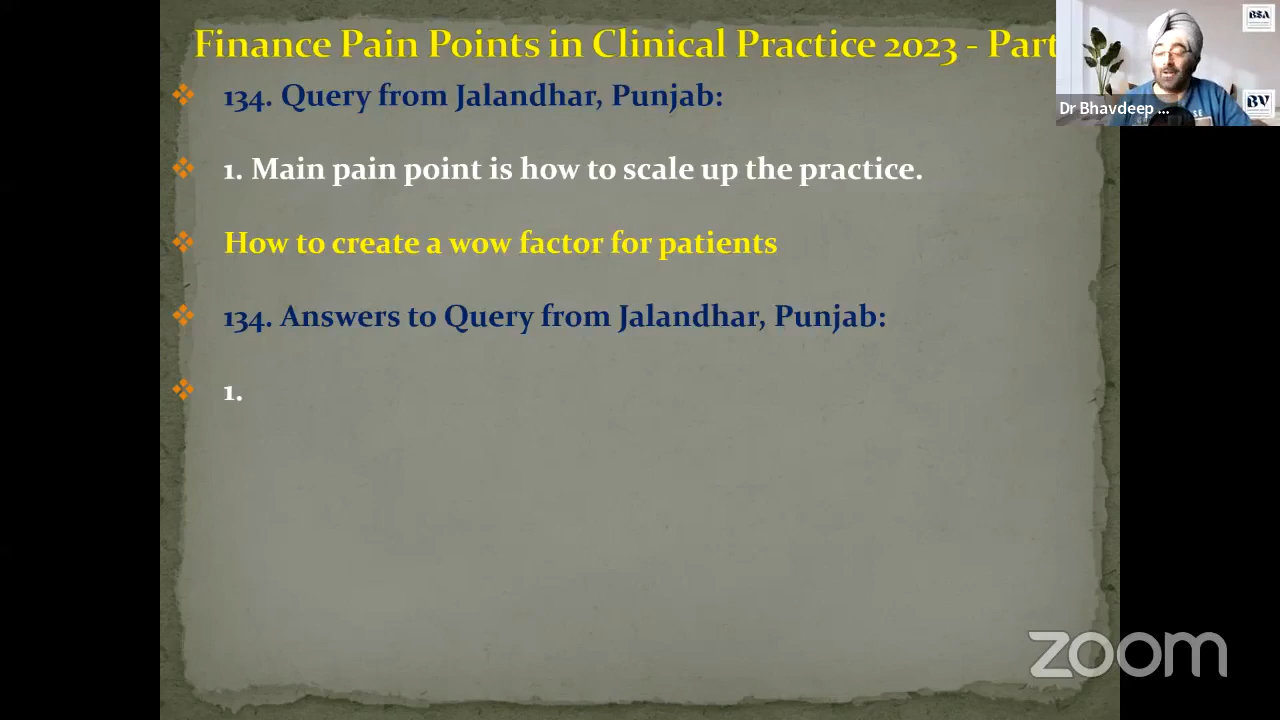 Finance Pain Points in Clinical Practice 2023 - Part
134. Query from Jalandhar, Punjab:
1. Main pain point is how to scale up the practice.
How to create a wow factor for patients
134. Answers to Query from Jalandhar, Punjab:
1.
BSA
Dr Bhavdeep ...
BV
zoom